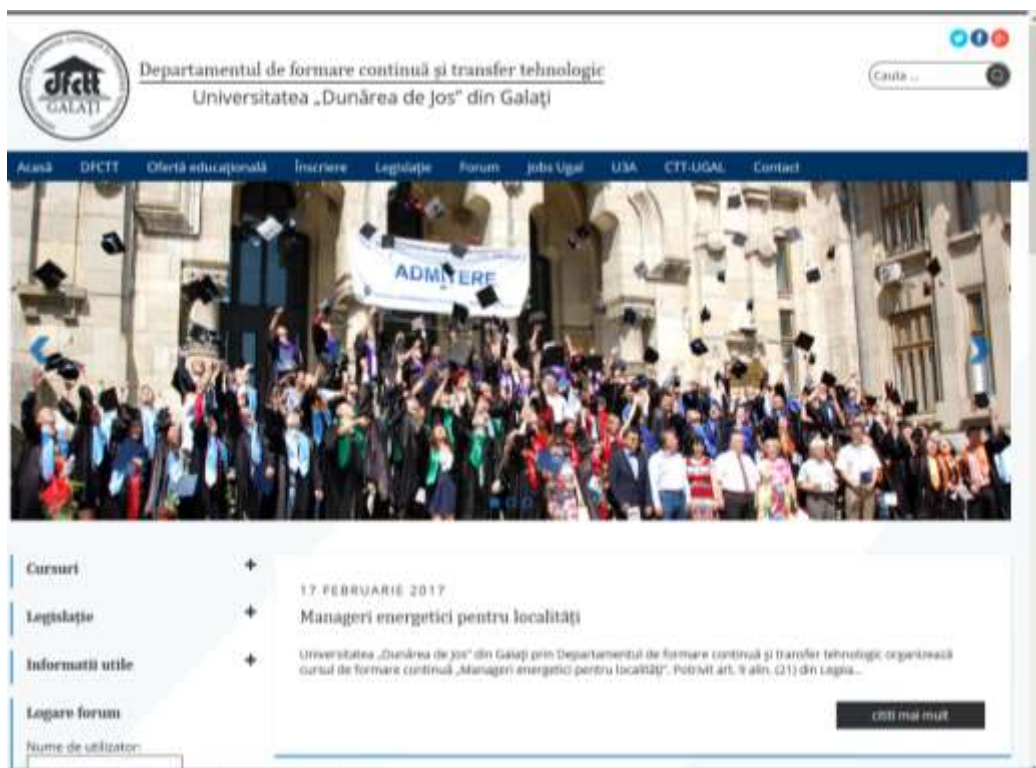 dfctt
GALAȚI
Departamentul de formare continuă și transfer tehnologic
Universitatea „Dunărea de Jos” din Galați
Cauta ...
Acasă DFCTT Ofertă educațională Înscriere Legislație Forum Jobs Ugal U3A CTT-UGAL Contact
ADMITERE
Cursuri
Legislație
Informatii utile
Logare forum
Nume de utilizator:
17 FEBRUARIE 2017
Manageri energetici pentru localități
Universitatea „Dunărea de Jos” din Galați prin Departamentul de formare continuă și transfer tehnologic organizează
cursul de formare continuă „Manageri energetici pentru localități”. Potrivit art. 9 alin. (21) din Legea...
cititi mai mult